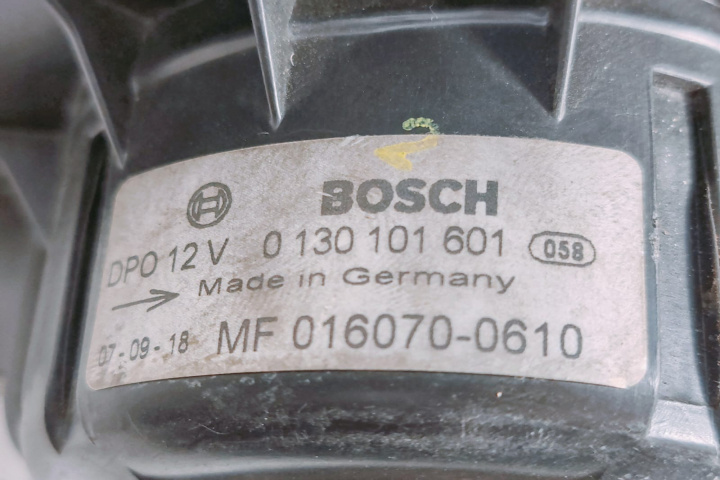 BOSCH
DPO 12 V 0 130 101 601 058
Made in Germany
07-09-18 MF 016070-0610